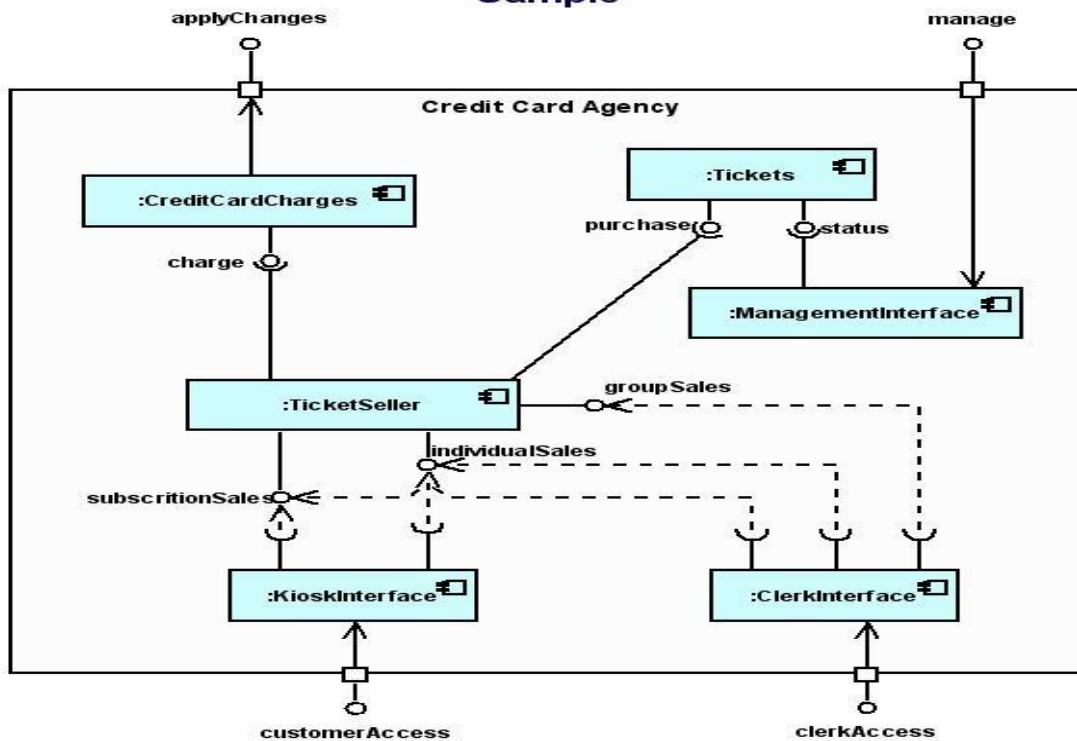 Sample
applyChanges
manage
Credit Card Agency
:CreditCardCharges
:Tickets
purchase
status
charge
:ManagementInterface
:TicketSeller
groupSales
individualSales
subscritionSales
:KioskInterface
:ClerkInterface
customerAccess
clerkAccess